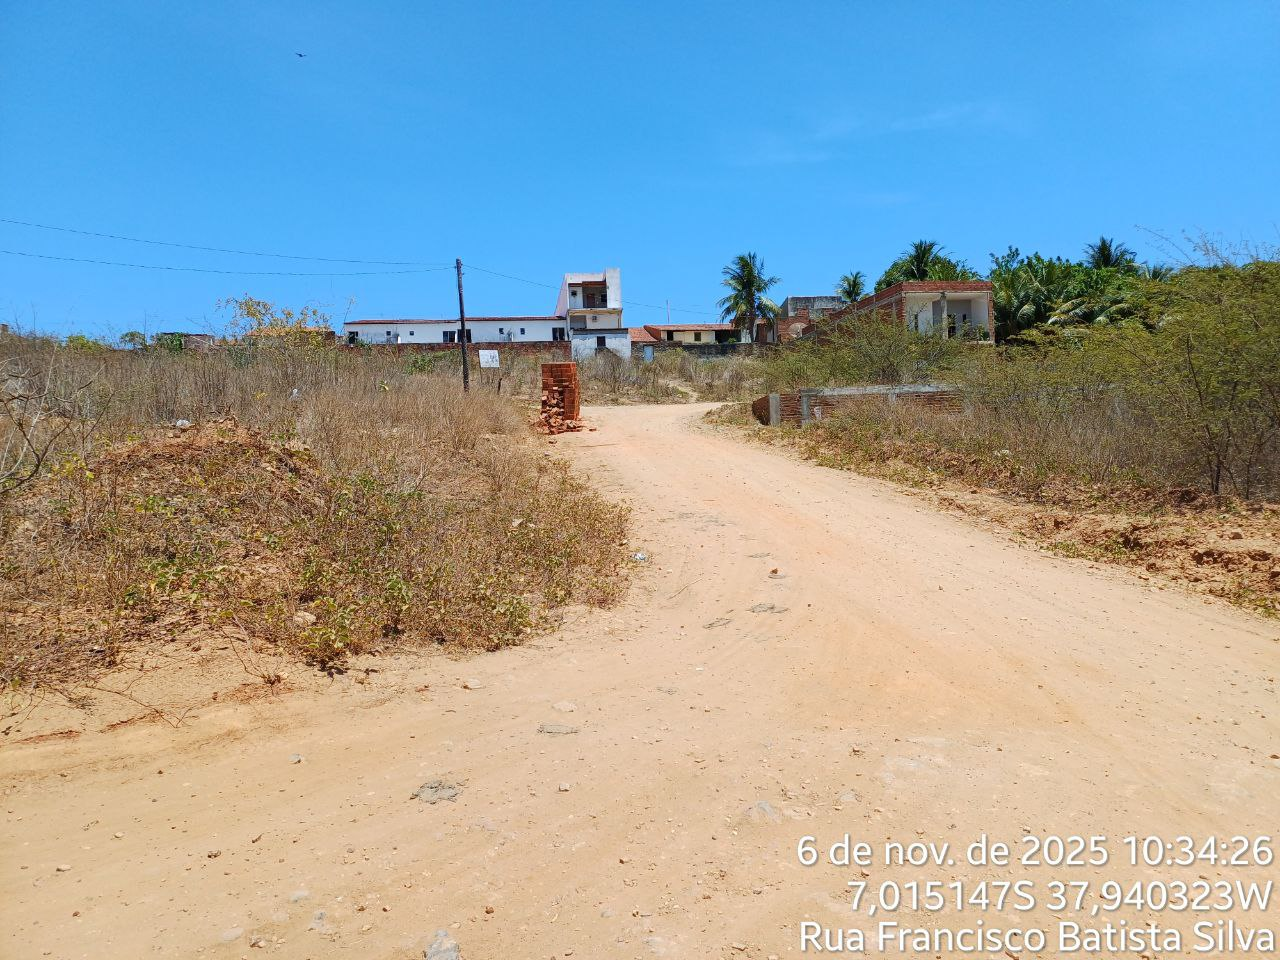 6 de nov. de 2025 10:34:26
7,015147S 37,940323W
Rua Francisco Batista Silva